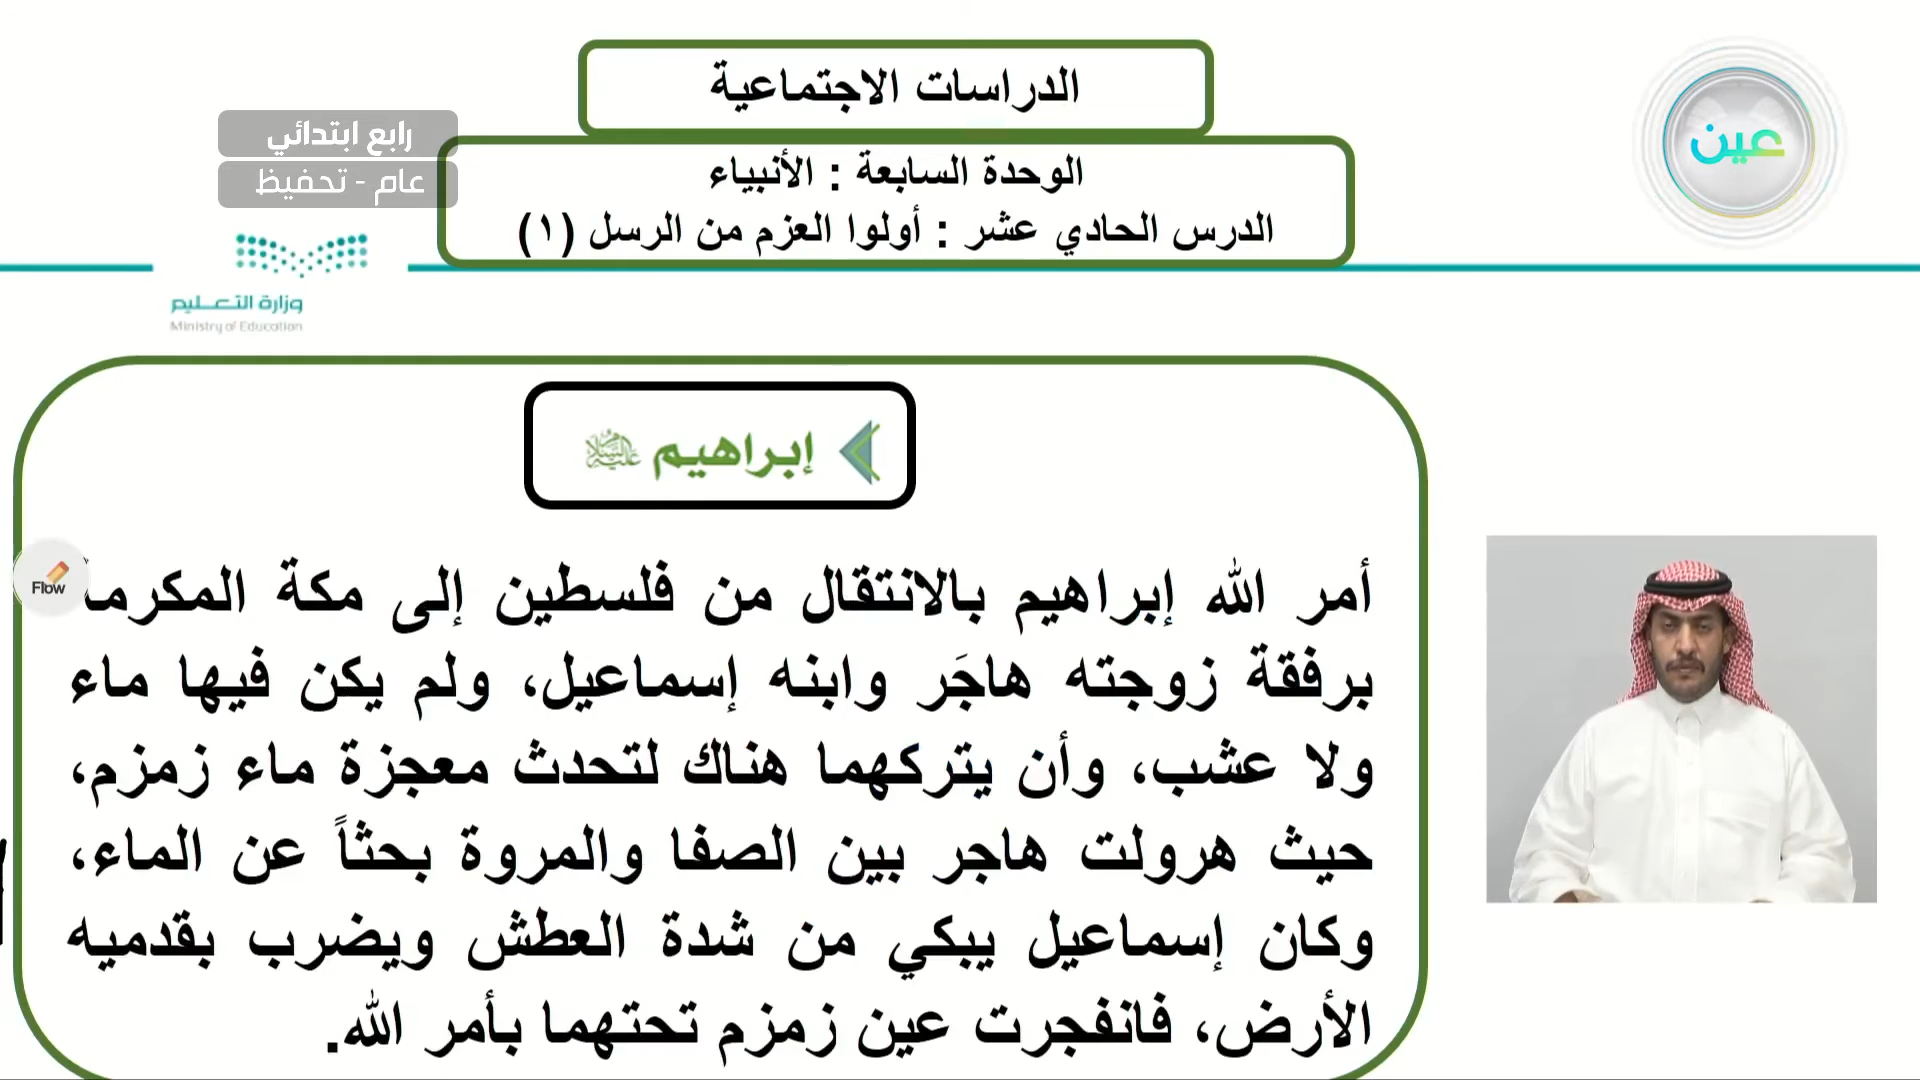 الدراسات الاجتماعية
عين
رابع ابتدائي
عام - تحفيظ
الوحدة السابعة : الأنبياء
الدرس الحادي عشر : أولوا العزم من الرسل (١)
وزارة التعليم
Ministry of Education
إبراهيم عليه السلام
أمر الله إبراهيم بالانتقال من فلسطين إلى مكة المكرمة
Flow
برفقة زوجته هاجَر وابنه إسماعيل، ولم يكن فيها ماء
ولا عشب، وأن يتركهما هناك لتحدث معجزة ماء زمزم،
حيث هرولت هاجر بين الصفا والمروة بحثاً عن الماء،
وكان إسماعيل يبكي من شدة العطش ويضرب بقدميه
الأرض، فانفجرت عين زمزم تحتهما بأمر الله.